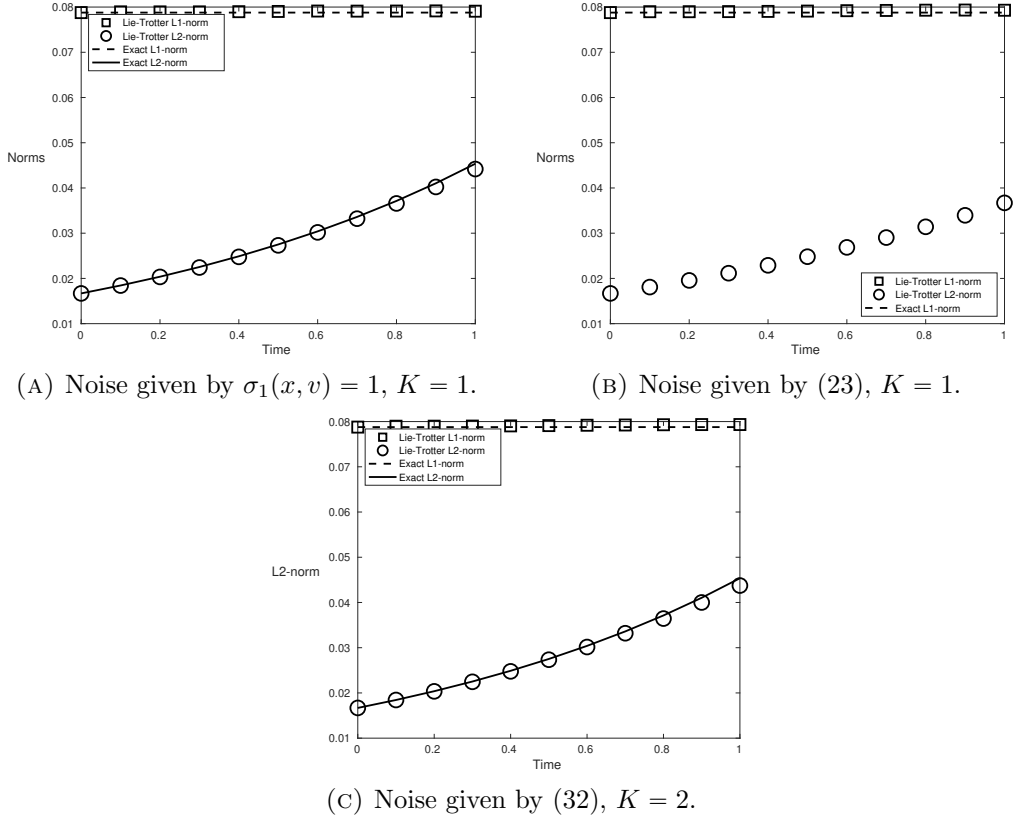 0.08
0.07
0.06
0.05
Norms
0.04
0.03
0.02
0.01
0 0.2 0.4 0.6 0.8 1
Time
Lie-Trotter L1-norm
Lie-Trotter L2-norm
Exact L1-norm
Exact L2-norm
0.08
0.07
0.06
0.05
Norms
0.04
0.03
0.02
0.01
0 0.2 0.4 0.6 0.8 1
Time
Lie-Trotter L1-norm
Lie-Trotter L2-norm
Exact L1-norm
(A) Noise given by σ₁(x, v) = 1, K = 1.
(B) Noise given by (23), K = 1.
0.08
0.07
0.06
0.05
L2-norm
0.04
0.03
0.02
0.01
0 0.2 0.4 0.6 0.8 1
Time
Lie-Trotter L1-norm
Lie-Trotter L2-norm
Exact L1-norm
Exact L2-norm
(C) Noise given by (32), K = 2.